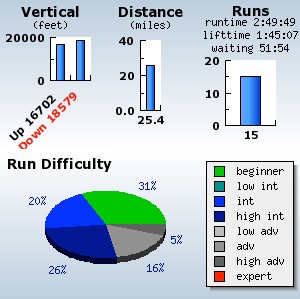 Vertical
(feet)
20000
0
Up 16702
Down 18579
Distance
(miles)
40
20
0.0
25.4
Runs
runtime 2:49:49
lifttime 1:45:07
waiting 51:54
20
10
0
15
Run Difficulty
31%
20%
5%
26%
16%
beginner
low int
int
high int
low adv
adv
high adv
expert